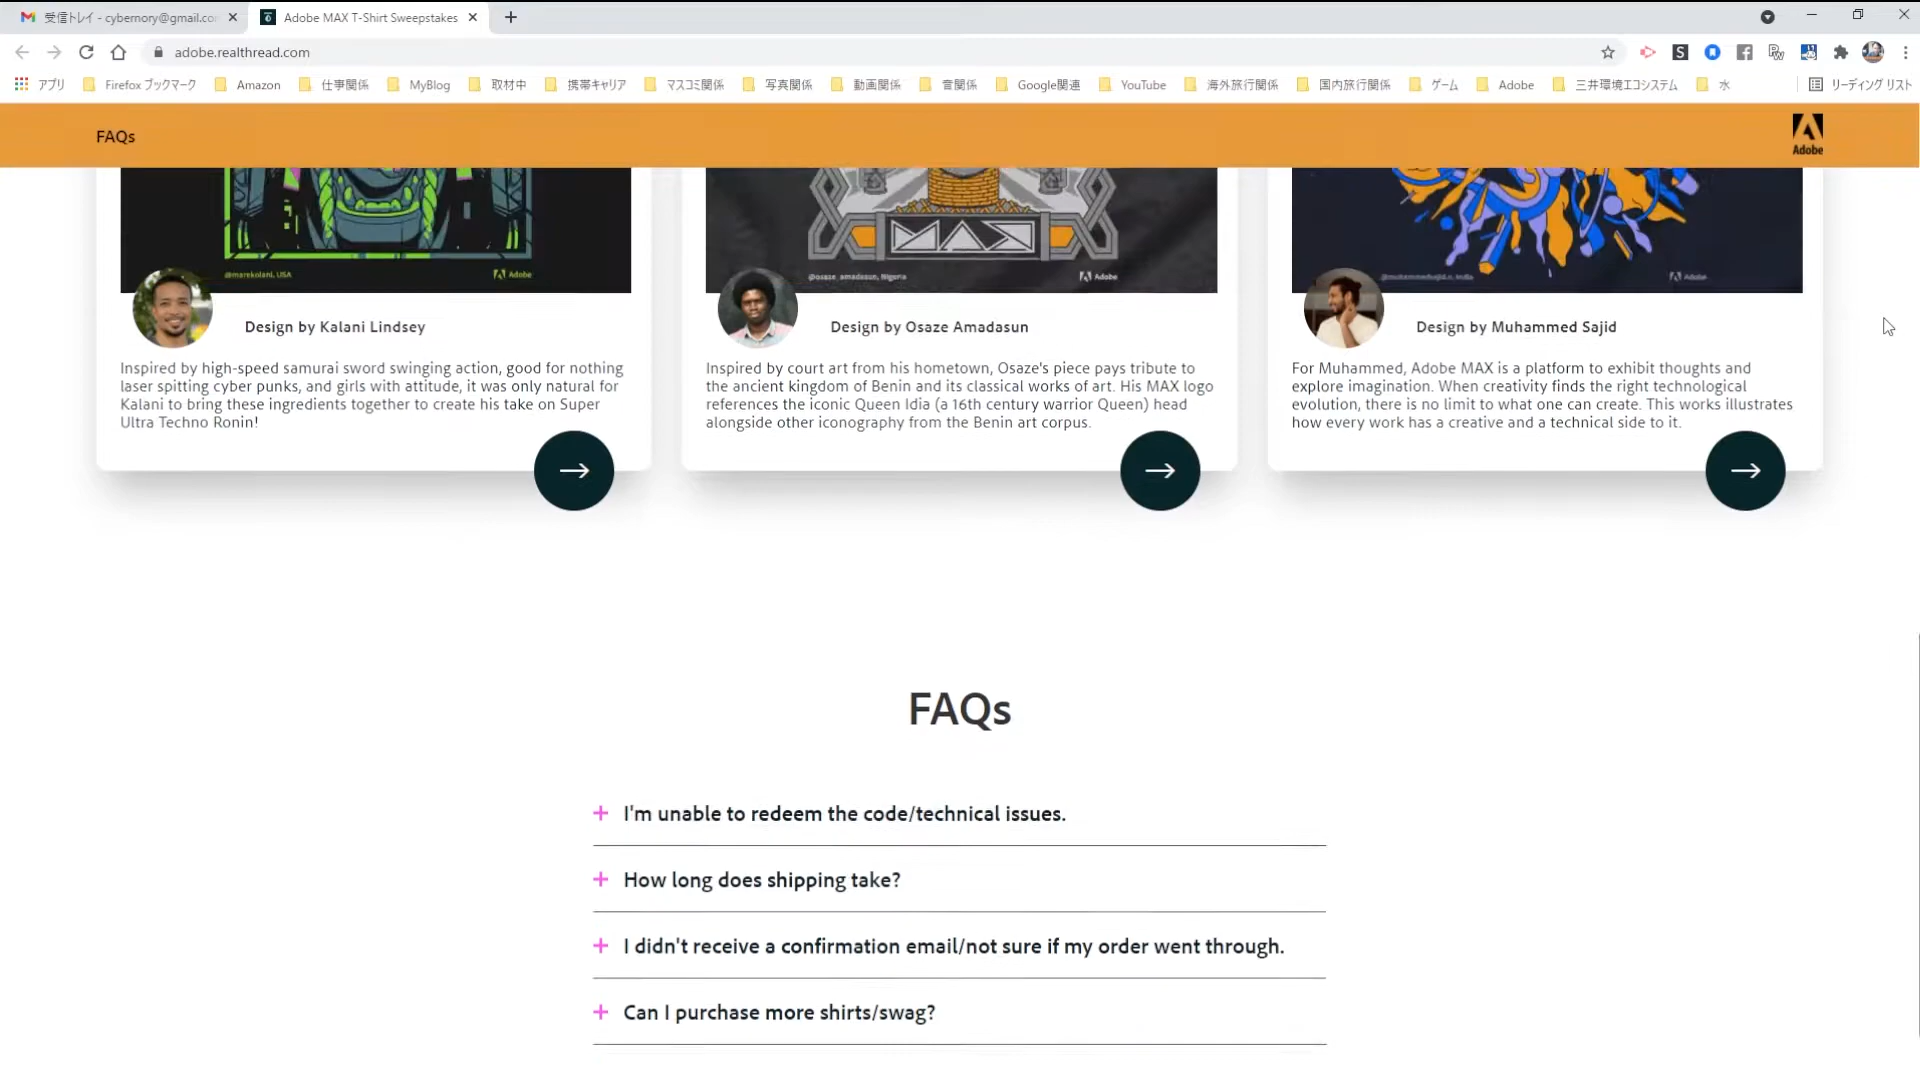 受信トレイ - cybernory@gmail.co
Adobe MAX T-Shirt Sweepstakes
adobe.realthread.com
アプリ
Firefox ブックマーク
Amazon
仕事関係
MyBlog
取材中
携帯キャリア
マスコミ関係
写真関係
動画関係
音関係
Google関連
YouTube
海外旅行関係
国内旅行関係
ゲーム
Adobe
三井環境エコシステム
水
リーディング リスト
FAQs
Adobe
@marekolani, USA
Adobe
MAX
@osaze_amadasun, Nigeria
Adobe
Adobe
Design by Kalani Lindsey
Inspired by high-speed samurai sword swinging action, good for nothing
laser spitting cyber punks, and girls with attitude, it was only natural for
Kalani to bring these ingredients together to create his take on Super
Ultra Techno Ronin!
Design by Osaze Amadasun
Inspired by court art from his hometown, Osaze's piece pays tribute to
the ancient kingdom of Benin and its classical works of art. His MAX logo
references the iconic Queen Idia (a 16th century warrior Queen) head
alongside other iconography from the Benin art corpus.
Design by Muhammed Sajid
For Muhammed, Adobe MAX is a platform to exhibit thoughts and
explore imagination. When creativity finds the right technological
evolution, there is no limit to what one can create. This works illustrates
how every work has a creative and a technical side to it.
FAQs
I'm unable to redeem the code/technical issues.
How long does shipping take?
I didn't receive a confirmation email/not sure if my order went through.
Can I purchase more shirts/swag?